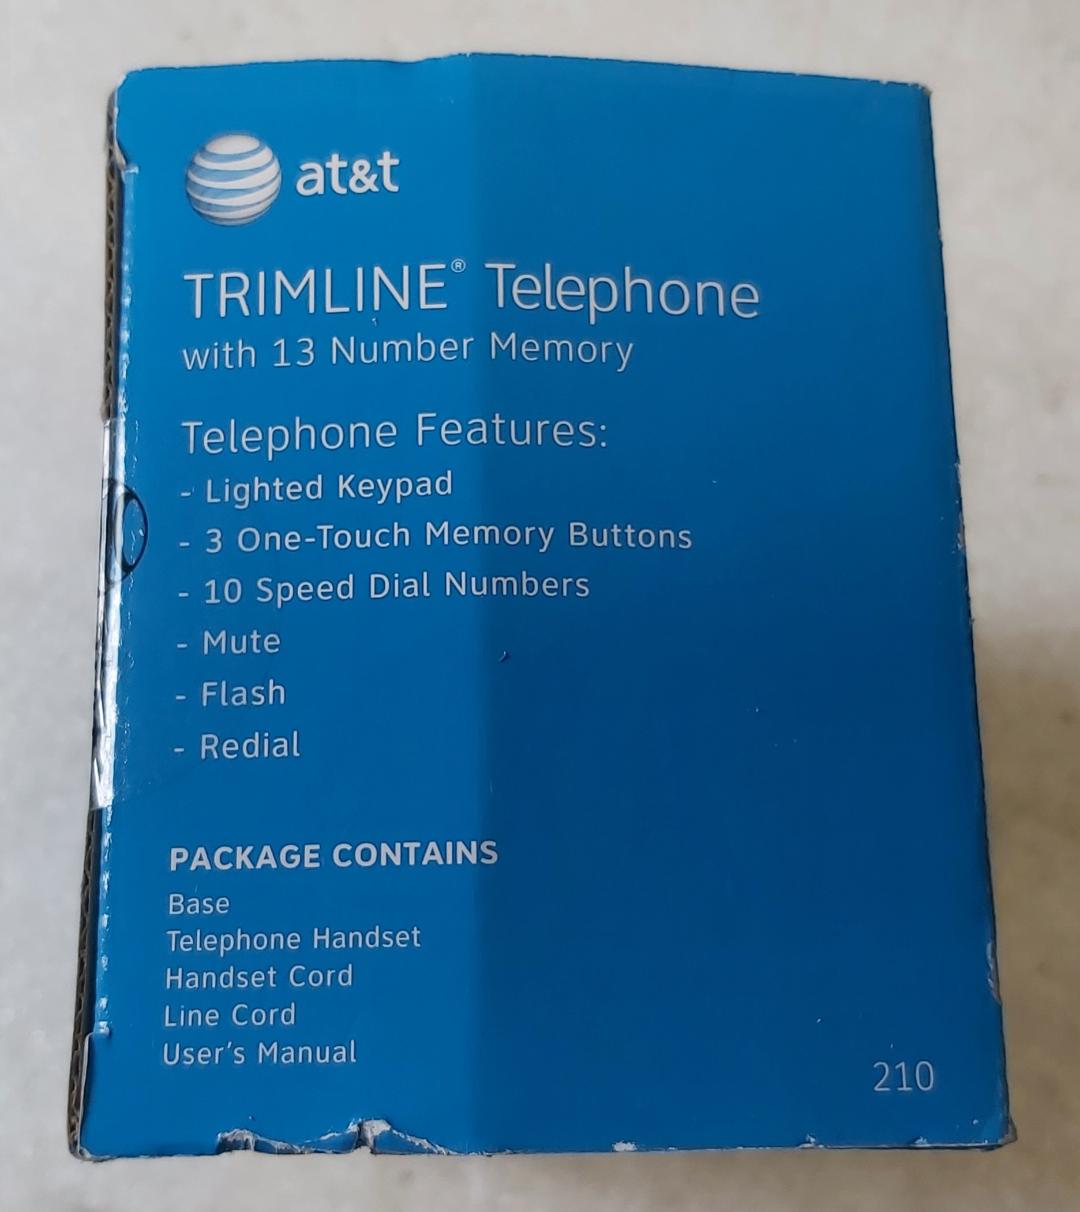 at&t
TRIMLINE® Telephone
with 13 Number Memory
Telephone Features:
- Lighted Keypad
- 3 One-Touch Memory Buttons
- 10 Speed Dial Numbers
- Mute
- Flash
- Redial
PACKAGE CONTAINS
Base
Telephone Handset
Handset Cord
Line Cord
User's Manual
210